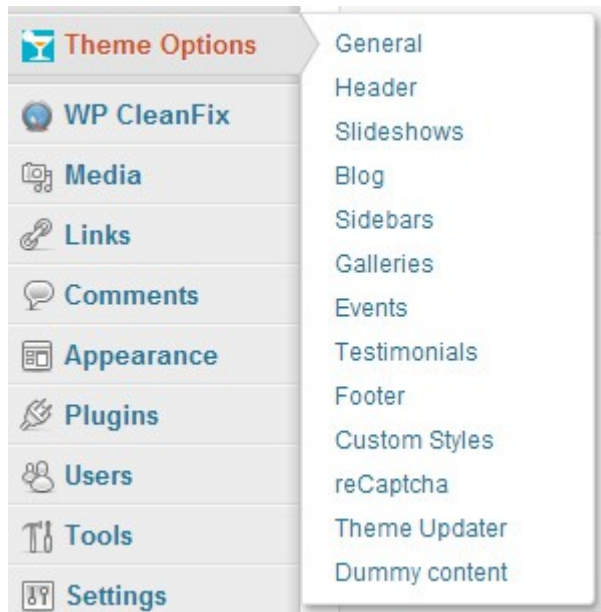 Theme Options
WP CleanFix
Media
Links
Comments
Appearance
Plugins
Users
Tools
Settings
General
Header
Slideshows
Blog
Sidebars
Galleries
Events
Testimonials
Footer
Custom Styles
reCaptcha
Theme Updater
Dummy content